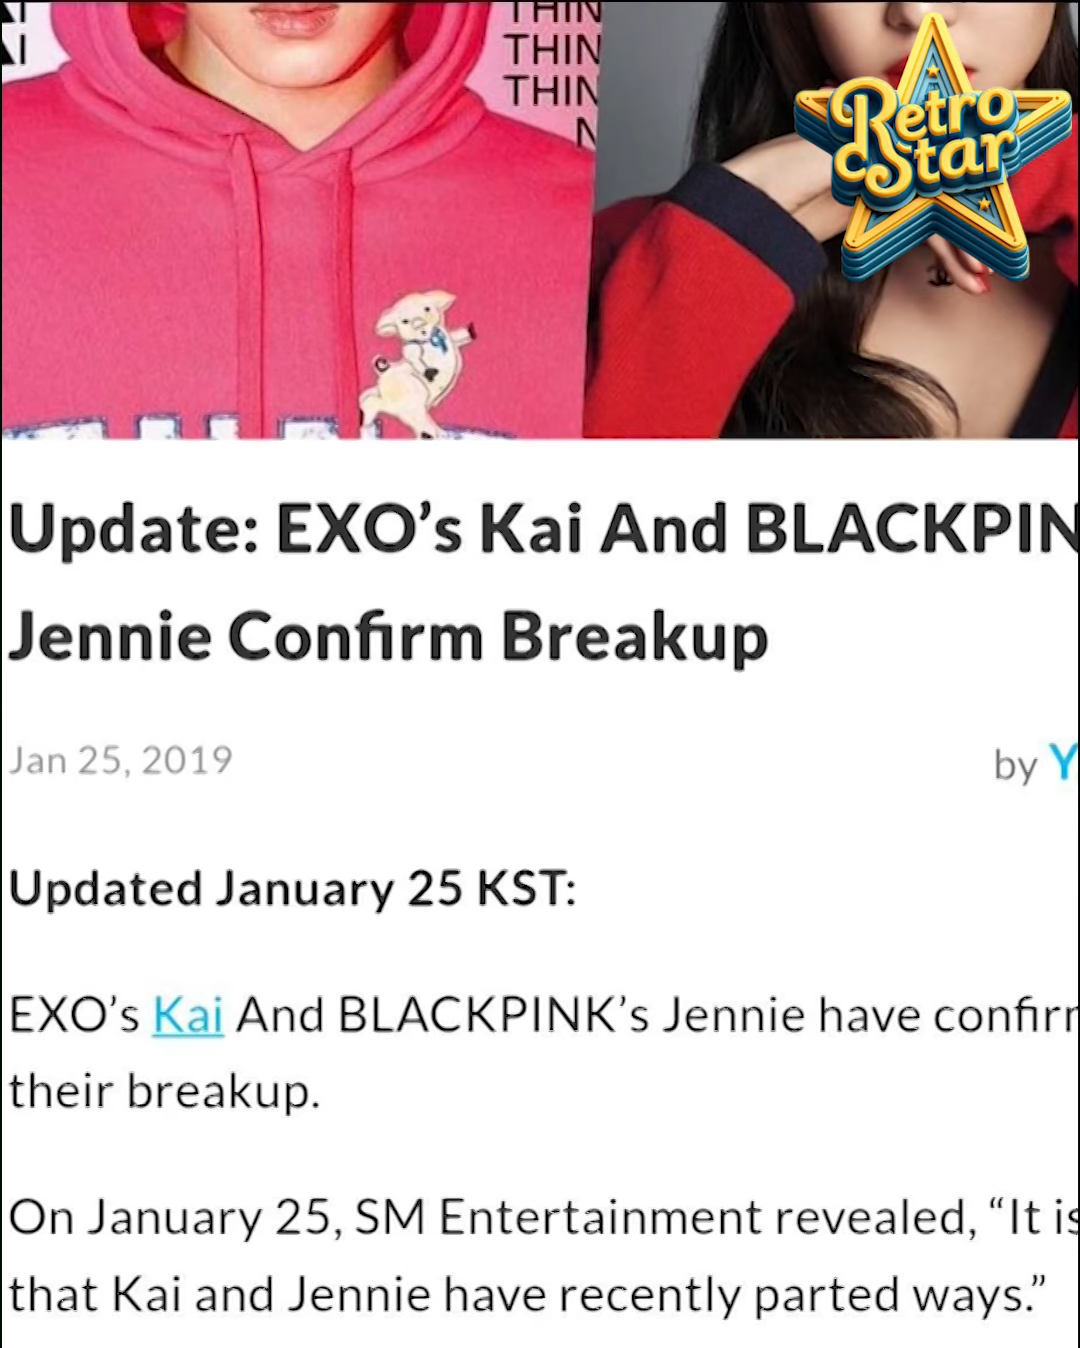 THIN
THIN
THIN
Retro
Star
Update: EXO’s Kai And BLACKPIN
Jennie Confirm Breakup
Jan 25, 2019
by Y
Updated January 25 KST:
EXO’s Kai And BLACKPINK’s Jennie have confirm
their breakup.
On January 25, SM Entertainment revealed, “It is
that Kai and Jennie have recently parted ways.”